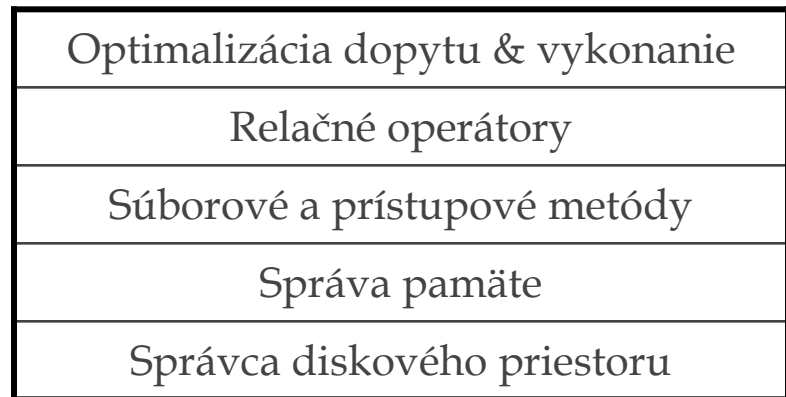 Optimalizácia dopytu & vykonanie
Relačné operátory
Súborové a prístupové metódy
Správa pamäte
Správca diskového priestoru